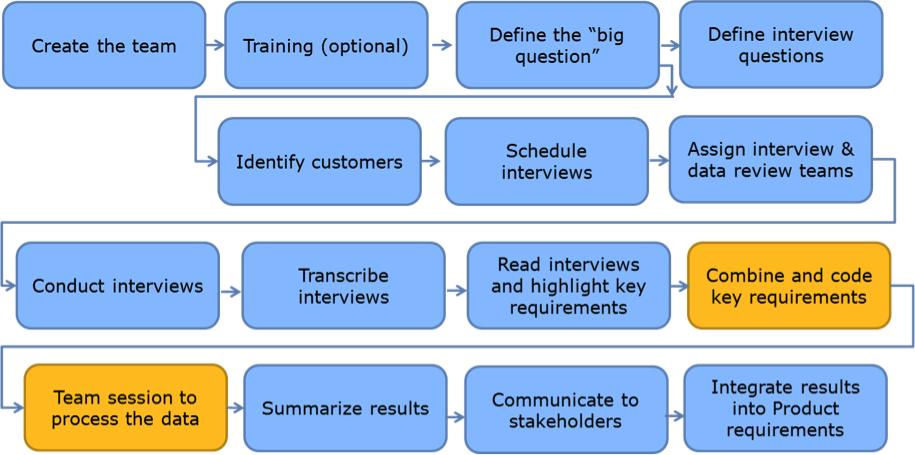 Create the team
Training (optional)
Define the “big
question”
Define interview
questions
Identify customers
Schedule
interviews
Assign interview &
data review teams
Conduct interviews
Transcribe
interviews
Read interviews
and highlight key
requirements
Combine and code
key requirements
Team session to
process the data
Summarize results
Communicate to
stakeholders
Integrate results
into Product
requirements